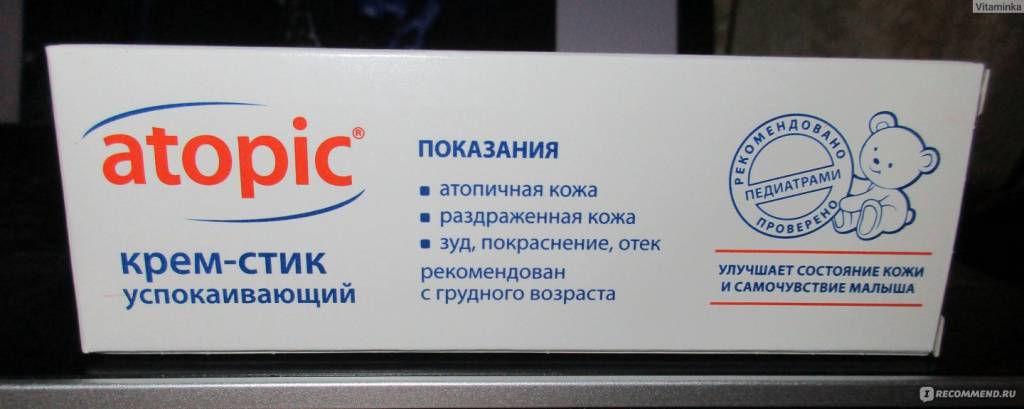 Vitaminka
atopic®
крем-стик
успокаивающий
ПОКАЗАНИЯ
атопичная кожа
раздраженная кожа
зуд, покраснение, отек
рекомендован
с грудного возраста
РЕКОМЕНДОВАНО
ПЕДИАТРАМИ
ПРОВЕРЕНО
УЛУЧШАЕТ СОСТОЯНИЕ КОЖИ
И САМОЧУВСТВИЕ МАЛЫША
I RECOMMEND.RU